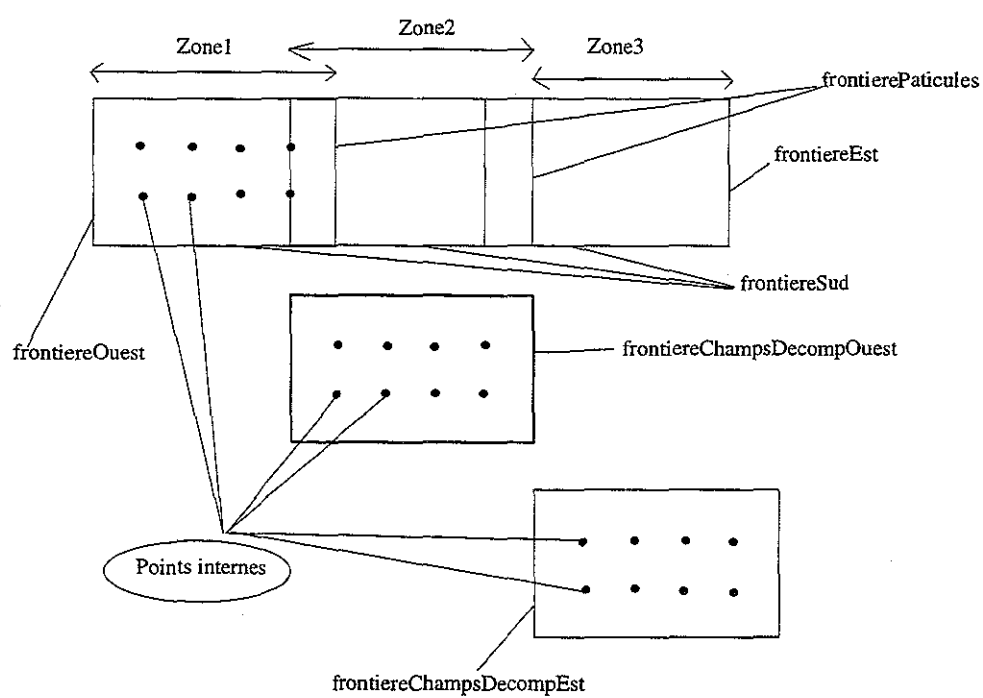 Zone1
Zone2
Zone3
frontierePaticules
frontiereEst
frontiereSud
frontiereOuest
frontiereChampsDecompOuest
Points internes
frontiereChampsDecompEst